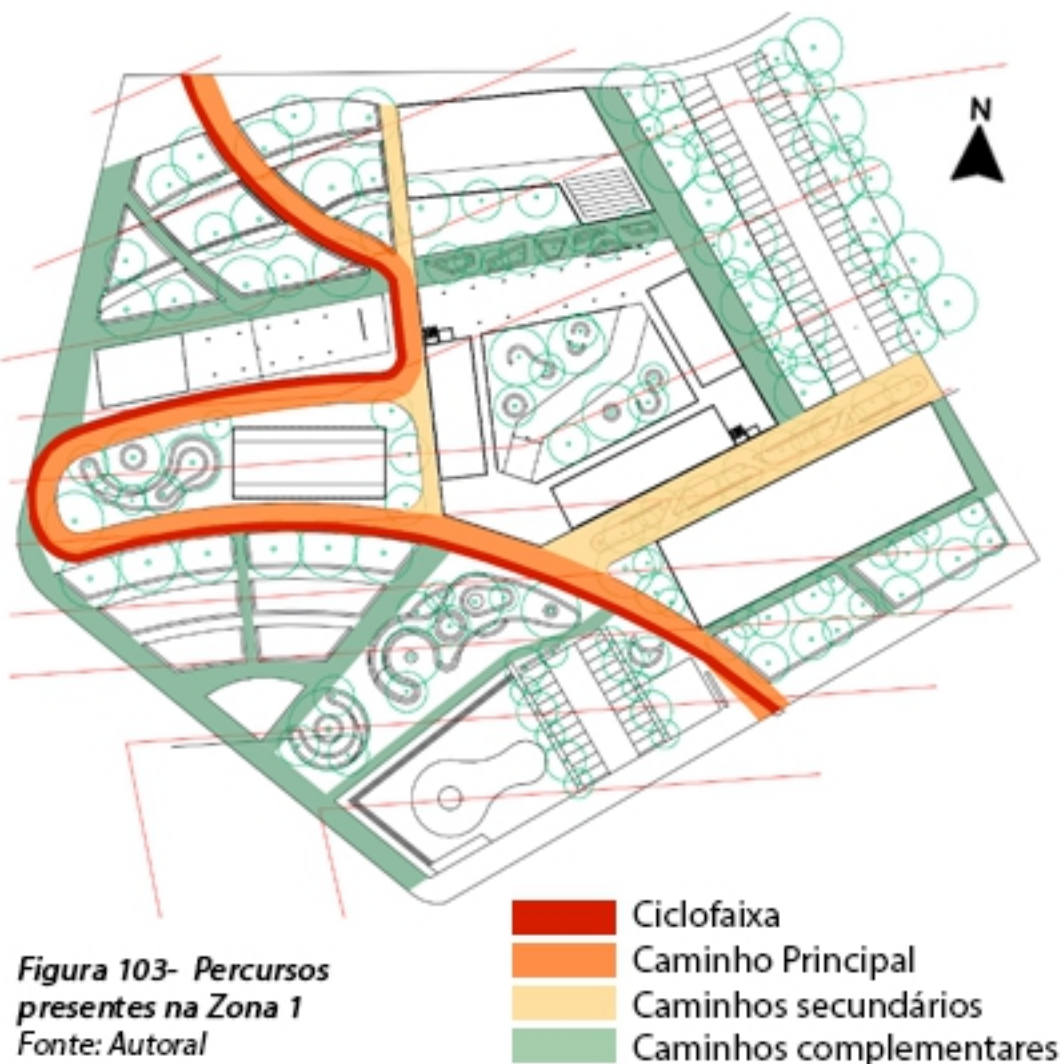 N
Ciclofaixa
Caminho Principal
Caminhos secundários
Caminhos complementares
Figura 103- Percursos
presentes na Zona 1
Fonte: Autoral